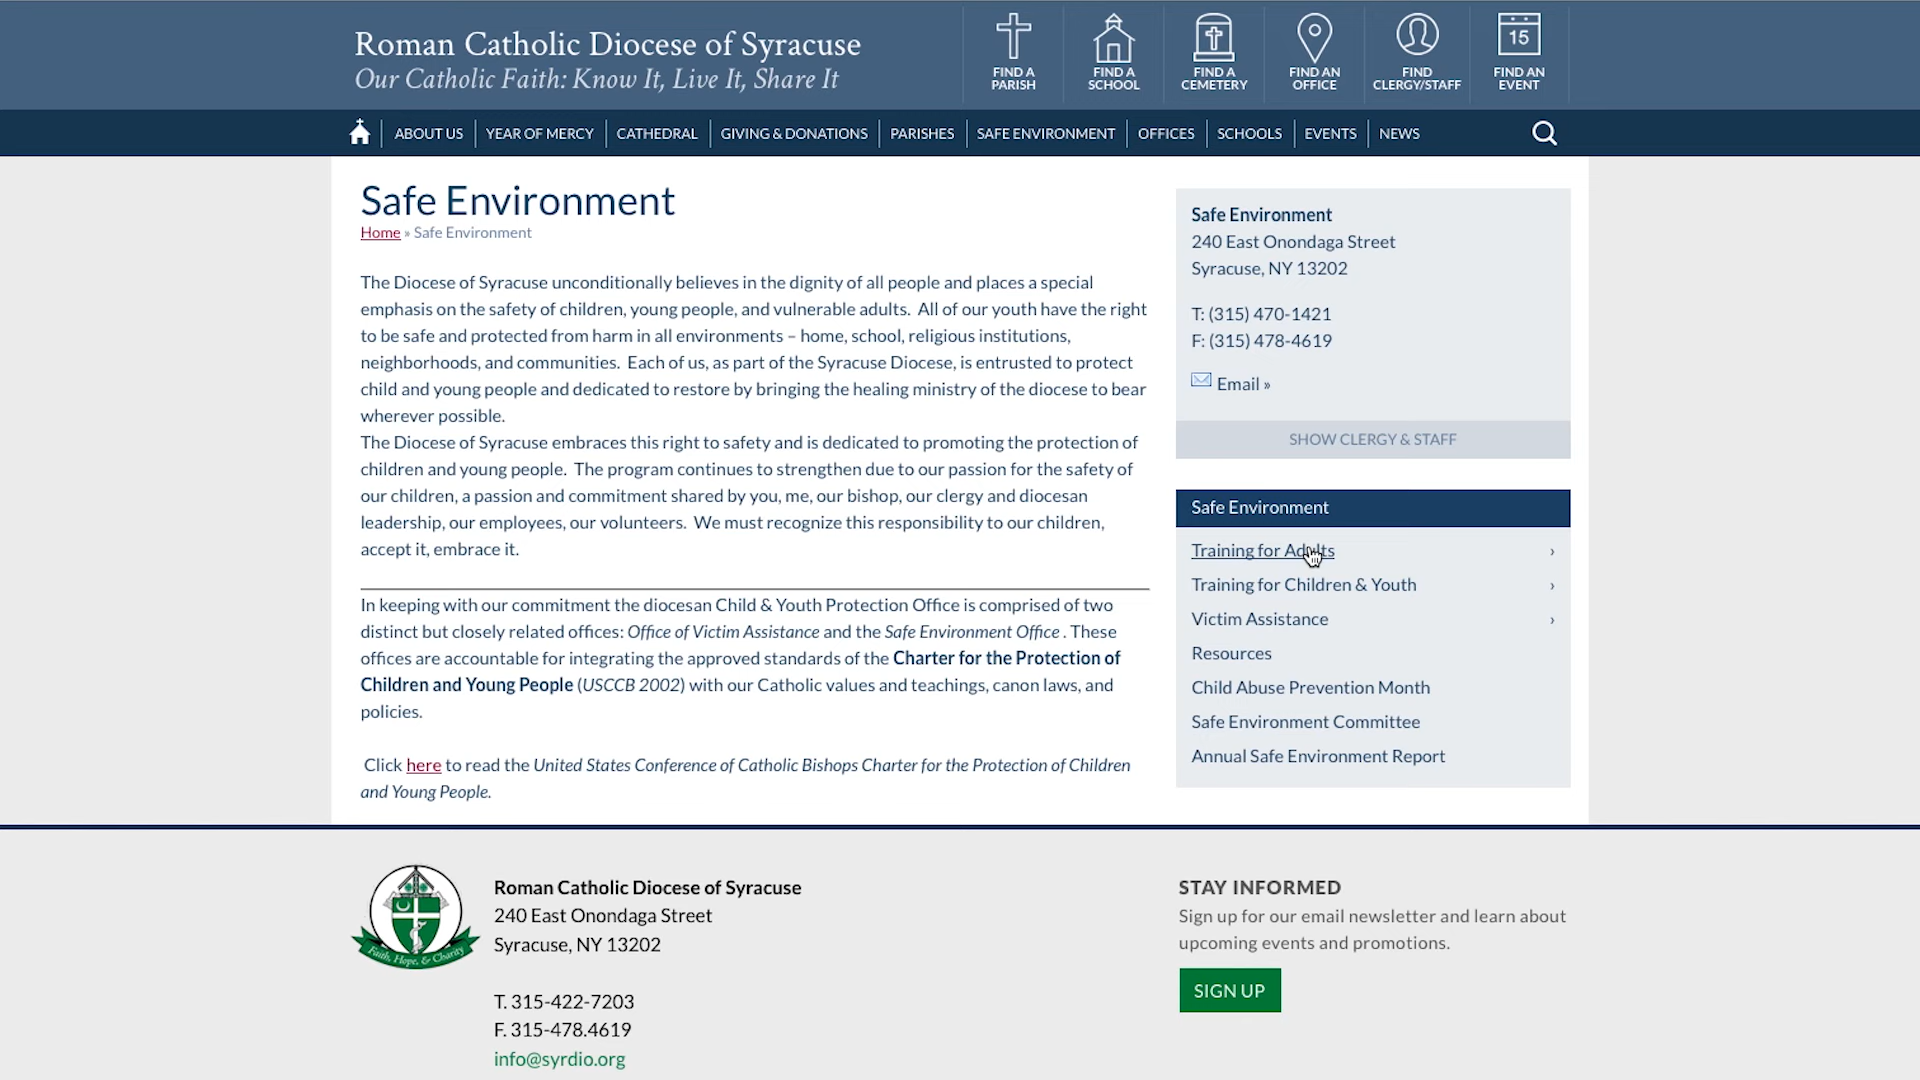 Roman Catholic Diocese of Syracuse
Our Catholic Faith: Know It, Live It, Share It
FIND A PARISH
FIND A SCHOOL
FIND A CEMETERY
FIND AN OFFICE
FIND CLERGY/STAFF
15
FIND AN EVENT
ABOUT US
YEAR OF MERCY
CATHEDRAL
GIVING & DONATIONS
PARISHES
SAFE ENVIRONMENT
OFFICES
SCHOOLS
EVENTS
NEWS
Safe Environment
Home » Safe Environment
The Diocese of Syracuse unconditionally believes in the dignity of all people and places a special
emphasis on the safety of children, young people, and vulnerable adults. All of our youth have the right
to be safe and protected from harm in all environments – home, school, religious institutions,
neighborhoods, and communities. Each of us, as part of the Syracuse Diocese, is entrusted to protect
child and young people and dedicated to restore by bringing the healing ministry of the diocese to bear
wherever possible.
The Diocese of Syracuse embraces this right to safety and is dedicated to promoting the protection of
children and young people. The program continues to strengthen due to our passion for the safety of
our children, a passion and commitment shared by you, me, our bishop, our clergy and diocesan
leadership, our employees, our volunteers. We must recognize this responsibility to our children,
accept it, embrace it.
In keeping with our commitment the diocesan Child & Youth Protection Office is comprised of two
distinct but closely related offices: Office of Victim Assistance and the Safe Environment Office . These
offices are accountable for integrating the approved standards of the Charter for the Protection of
Children and Young People (USCCB 2002) with our Catholic values and teachings, canon laws, and
policies.
Click here to read the United States Conference of Catholic Bishops Charter for the Protection of Children
and Young People.
Safe Environment
240 East Onondaga Street
Syracuse, NY 13202
T: (315) 470-1421
F: (315) 478-4619
Email »
SHOW CLERGY & STAFF
Safe Environment
Training for Adults ›
Training for Children & Youth ›
Victim Assistance ›
Resources
Child Abuse Prevention Month
Safe Environment Committee
Annual Safe Environment Report
Faith, Hope, & Charity
Roman Catholic Diocese of Syracuse
240 East Onondaga Street
Syracuse, NY 13202
T. 315-422-7203
F. 315-478.4619
info@syrdio.org
STAY INFORMED
Sign up for our email newsletter and learn about
upcoming events and promotions.
SIGN UP